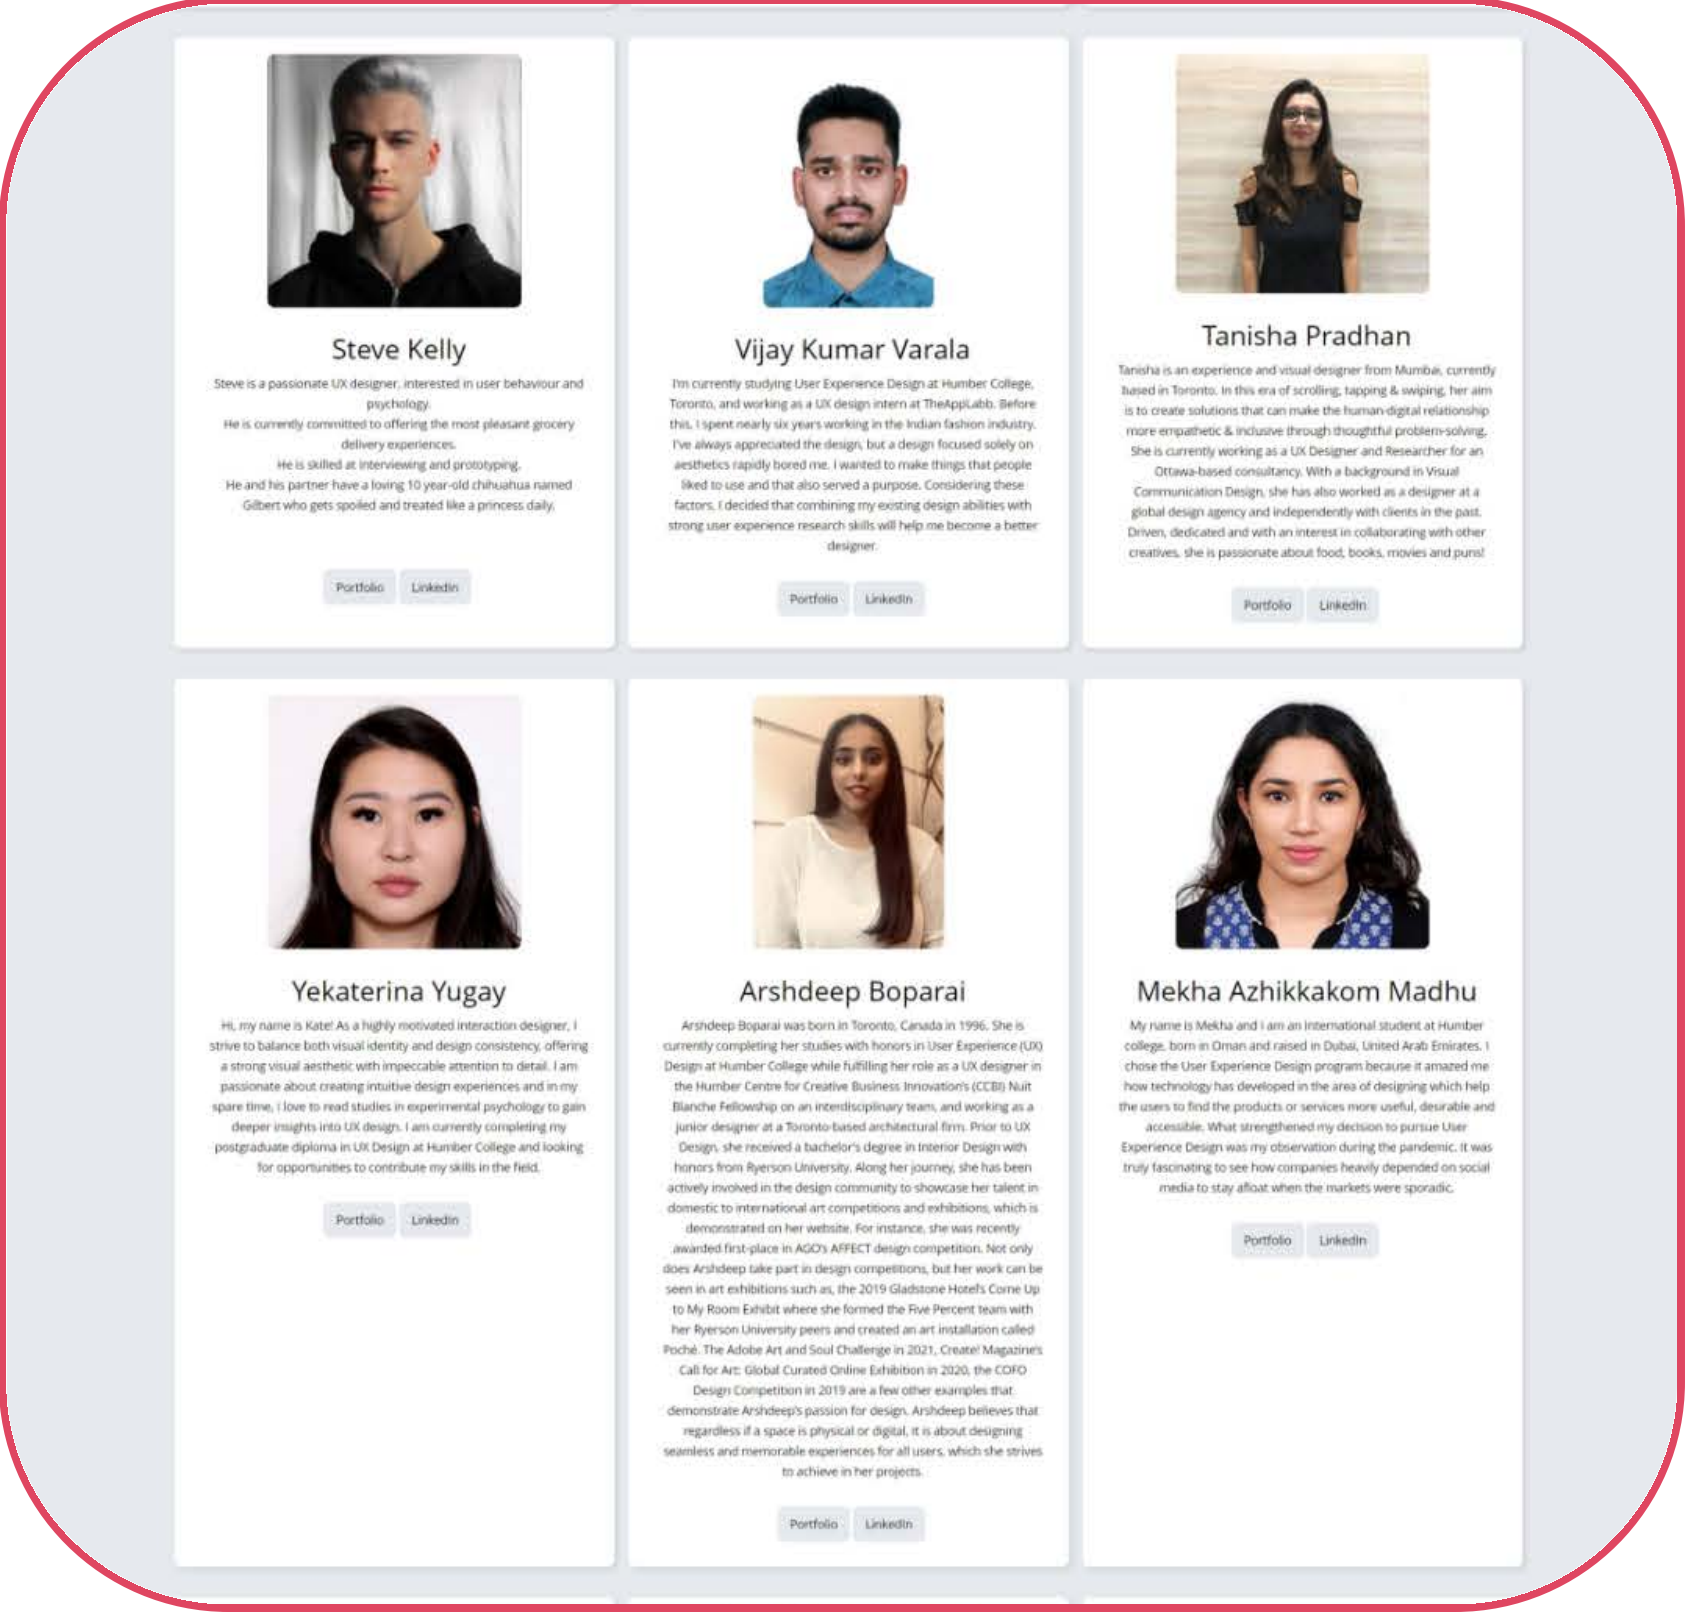 Steve Kelly
Steve is a passionate UX designer, interested in user behaviour and
psychology.
He is currently committed to offering the most pleasant grocery
delivery experiences.
He is skilled at interviewing and prototyping.
He and his partner have a loving 10 year-old chihuahua named
Gilbert who gets spoiled and treated like a princess daily.
Portfolio LinkedIn
Vijay Kumar Varala
I'm currently studying User Experience Design at Humber College,
Toronto, and working as a UX design intern at TheAppLabb. Before
this, I spent nearly six years working in the Indian fashion industry.
I've always appreciated the design, but a design focused solely on
aesthetics rapidly bored me. I wanted to make things that people
liked to use and that also served a purpose. Considering these
factors, I decided that combining my existing design abilities with
strong user experience research skills will help me become a better
designer.
Portfolio LinkedIn
Tanisha Pradhan
Tanisha is an experience and visual designer from Mumbai, currently
based in Toronto. In this era of scrolling, tapping & swiping, her aim
is to create solutions that can make the human-digital relationship
more empathetic & inclusive through thoughtful problem-solving.
She is currently working as a UX Designer and Researcher for an
Ottawa-based consultancy. With a background in Visual
Communication Design, she has also worked as a designer at a
global design agency and independently with clients in the past.
Driven, dedicated and with an interest in collaborating with other
creatives, she is passionate about food, books, movies and puns!
Portfolio LinkedIn
Yekaterina Yugay
Hi, my name is Kate! As a highly motivated interaction designer, I
strive to balance both visual identity and design consistency, offering
a strong visual aesthetic with impeccable attention to detail. I am
passionate about creating intuitive design experiences and in my
spare time, I love to read studies in experimental psychology to gain
deeper insights into UX design. I am currently completing my
postgraduate diploma in UX Design at Humber College and looking
for opportunities to contribute my skills in the field.
Portfolio LinkedIn
Arshdeep Boparai
Arshdeep Boparai was born in Toronto, Canada in 1996. She is
currently completing her studies with honors in User Experience (UX)
Design at Humber College while fulfilling her role as a UX designer in
the Humber Centre for Creative Business Innovation's (CCBI) Nuit
Blanche Fellowship on an interdisciplinary team, and working as a
junior designer at a Toronto-based architectural firm. Prior to UX
Design, she received a bachelor's degree in Interior Design with
honors from Ryerson University. Along her journey, she has been
actively involved in the design community to showcase her talent in
domestic to international art competitions and exhibitions, which is
demonstrated on her website. For instance, she was recently
awarded first-place in AGO's AFFECT design competition. Not only
does Arshdeep take part in design competitions, but her work can be
seen in art exhibitions such as, the 2019 Gladstone Hotel's Come Up
to My Room Exhibit where she formed the Five Percent team with
her Ryerson University peers and created an art installation called
Poché. The Adobe Art and Soul Challenge in 2021, Create! Magazine's
Call for Art: Global Curated Online Exhibition in 2020, the COFO
Design Competition in 2019 are a few other examples that
demonstrate Arshdeep's passion for design. Arshdeep believes that
regardless if a space is physical or digital, it is about designing
seamless and memorable experiences for all users, which she strives
to achieve in her projects.
Portfolio LinkedIn
Mekha Azhikkakom Madhu
My name is Mekha and I am an International student at Humber
college, born in Oman and raised in Dubai, United Arab Emirates. I
chose the User Experience Design program because it amazed me
how technology has developed in the area of designing which help
the users to find the products or services more useful, desirable and
accessible. What strengthened my decision to pursue User
Experience Design was my observation during the pandemic. It was
truly fascinating to see how companies heavily depended on social
media to stay afloat when the markets were sporadic.
Portfolio LinkedIn